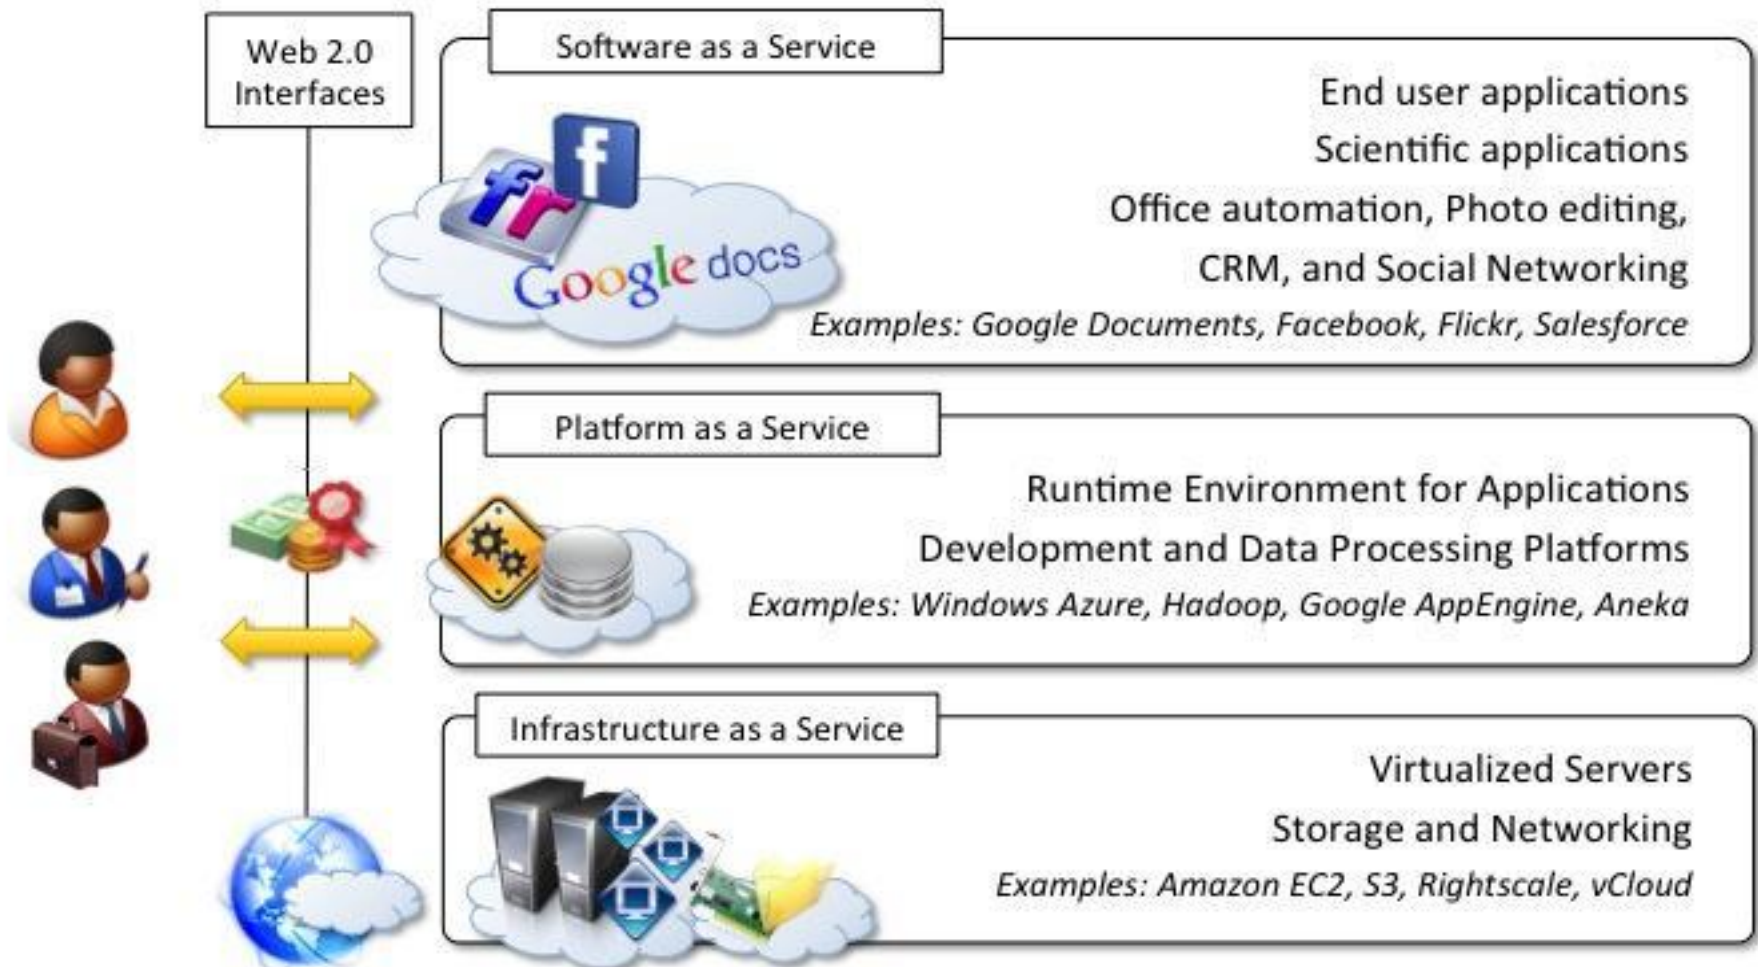 Web 2.0
Interfaces
Software as a Service
End user applications
Scientific applications
Office automation, Photo editing,
CRM, and Social Networking
Examples: Google Documents, Facebook, Flickr, Salesforce
f
fr
Google docs
Platform as a Service
Runtime Environment for Applications
Development and Data Processing Platforms
Examples: Windows Azure, Hadoop, Google AppEngine, Aneka
Infrastructure as a Service
Virtualized Servers
Storage and Networking
Examples: Amazon EC2, S3, Rightscale, vCloud